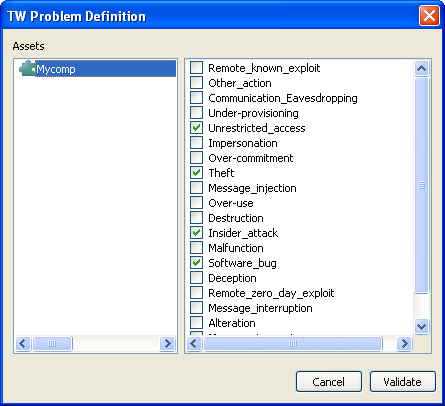 TW Problem Definition
Assets
Mycomp
Remote_known_exploit
Other_action
Communication_Eavesdropping
Under-provisioning
Unrestricted_access
Impersonation
Over-commitment
Theft
Message_injection
Over-use
Destruction
Insider_attack
Malfunction
Software_bug
Deception
Remote_zero_day_exploit
Message_interruption
Alteration
Cancel
Validate